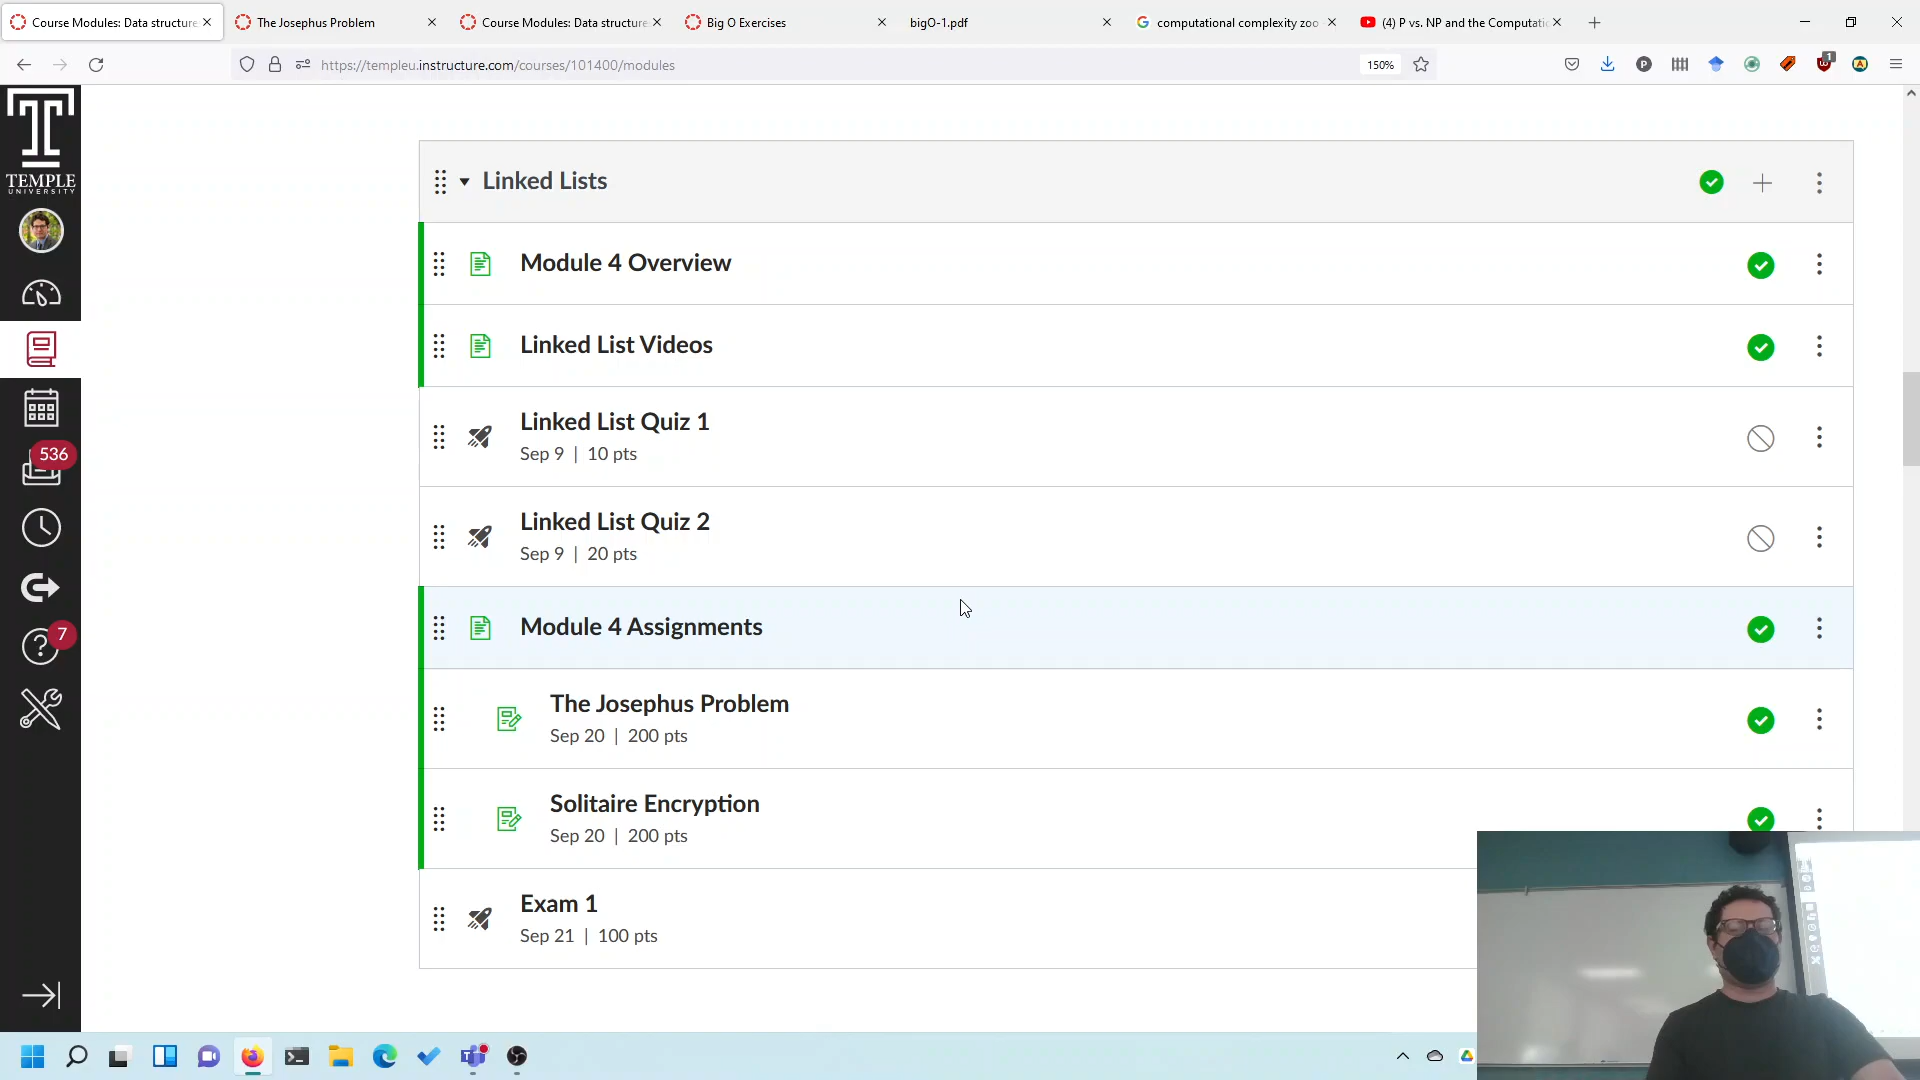 Course Modules: Data structure
The Josephus Problem
Course Modules: Data structure
Big O Exercises
bigO-1.pdf
computational complexity zoo
(4) P vs. NP and the Computatio
https://templeu.instructure.com/courses/101400/modules
150%
1
TEMPLE
UNIVERSITY
536
7
Linked Lists
Module 4 Overview
Linked List Videos
Linked List Quiz 1
Sep 9 | 10 pts
Linked List Quiz 2
Sep 9 | 20 pts
Module 4 Assignments
The Josephus Problem
Sep 20 | 200 pts
Solitaire Encryption
Sep 20 | 200 pts
Exam 1
Sep 21 | 100 pts